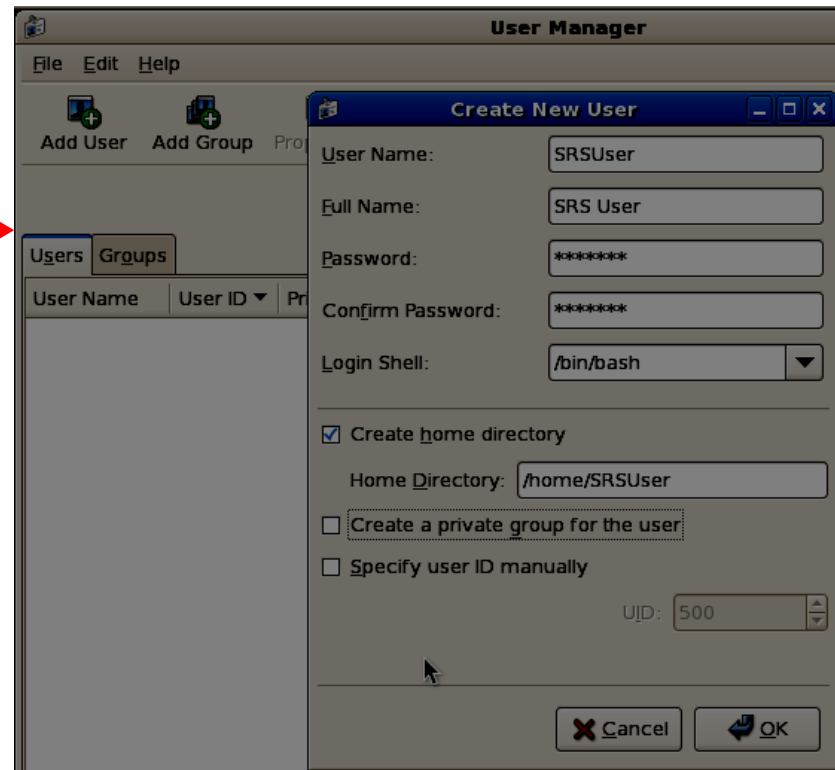 User Manager
File Edit Help
Add User Add Group
Create New User
User Name: SRSUser
Full Name: SRS User
Password: *******
Confirm Password: *******
Login Shell: /bin/bash
Users Groups
User Name User ID
Create home directory
Home Directory: /home/SRSUser
Create a private group for the user
Specify user ID manually
UID: 500
Cancel OK